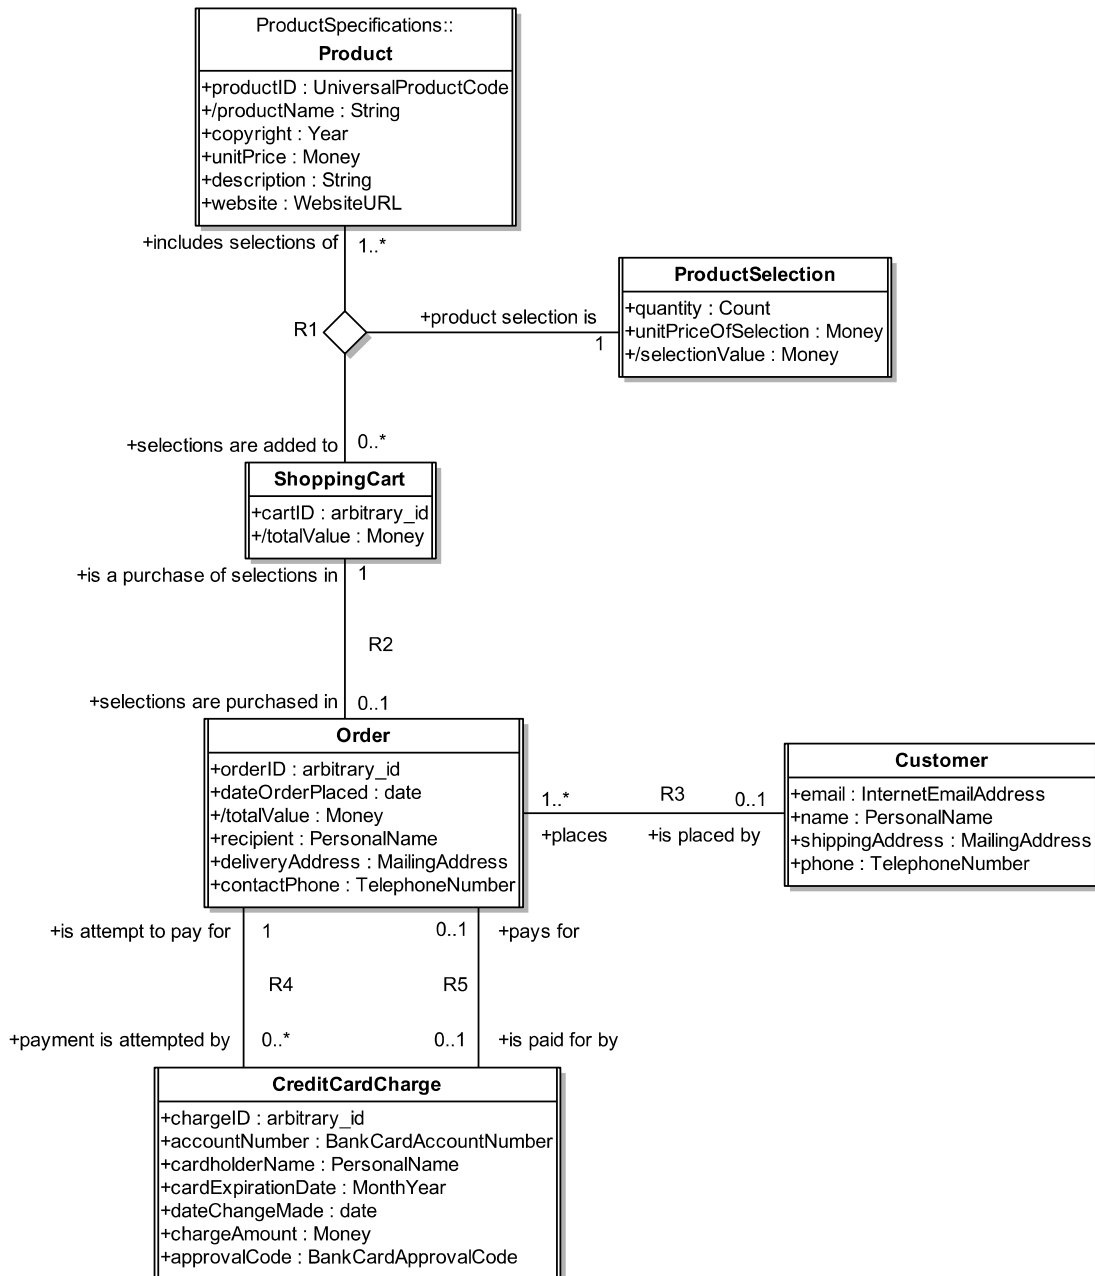 ProductSpecifications::
Product
+productID : UniversalProductCode
+/productName : String
+copyright : Year
+unitPrice : Money
+description : String
+website : WebsiteURL
+includes selections of
1..*
ProductSelection
+quantity : Count
+unitPriceOfSelection : Money
+/selectionValue : Money
R1
+product selection is
1
+selections are added to
0..*
ShoppingCart
+cartID : arbitrary_id
+/totalValue : Money
+is a purchase of selections in
1
R2
+selections are purchased in
0..1
Order
+orderID : arbitrary_id
+dateOrderPlaced : date
+/totalValue : Money
+recipient : PersonalName
+deliveryAddress : MailingAddress
+contactPhone : TelephoneNumber
1..*
R3
0..1
+places
+is placed by
Customer
+email : InternetEmailAddress
+name : PersonalName
+shippingAddress : MailingAddress
+phone : TelephoneNumber
+is attempt to pay for
1
0..1
+pays for
R4
R5
+payment is attempted by
0..*
0..1
+is paid for by
CreditCardCharge
+chargeID : arbitrary_id
+accountNumber : BankCardAccountNumber
+cardholderName : PersonalName
+cardExpirationDate : MonthYear
+dateChangeMade : date
+chargeAmount : Money
+approvalCode : BankCardApprovalCode